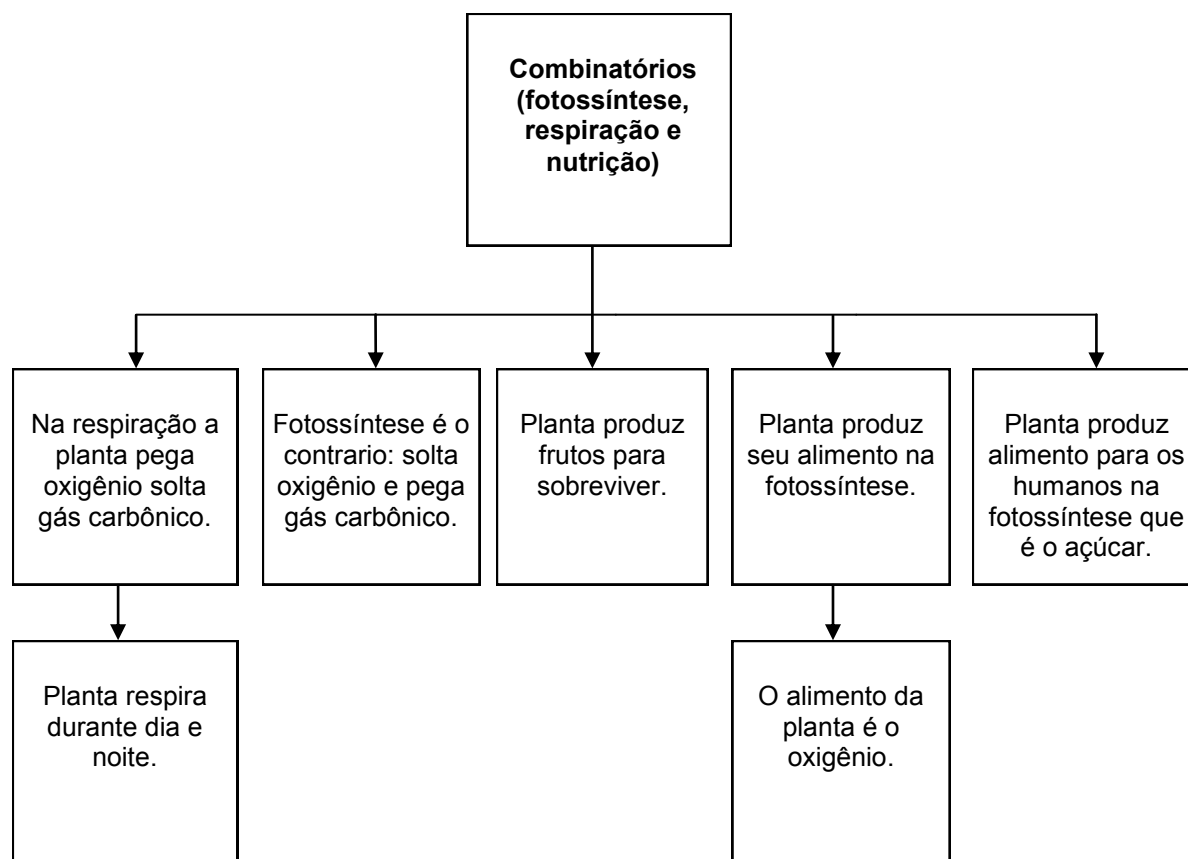 Combinatórios
(fotossíntese,
respiração e
nutrição)
Na respiração a
planta pega
oxigênio solta
gás carbônico.
Fotossíntese é o
contrario: solta
oxigênio e pega
gás carbônico.
Planta produz
frutos para
sobreviver.
Planta produz
seu alimento na
fotossíntese.
Planta produz
alimento para os
humanos na
fotossíntese que
é o açúcar.
Planta respira
durante dia e
noite.
O alimento da
planta é o
oxigênio.